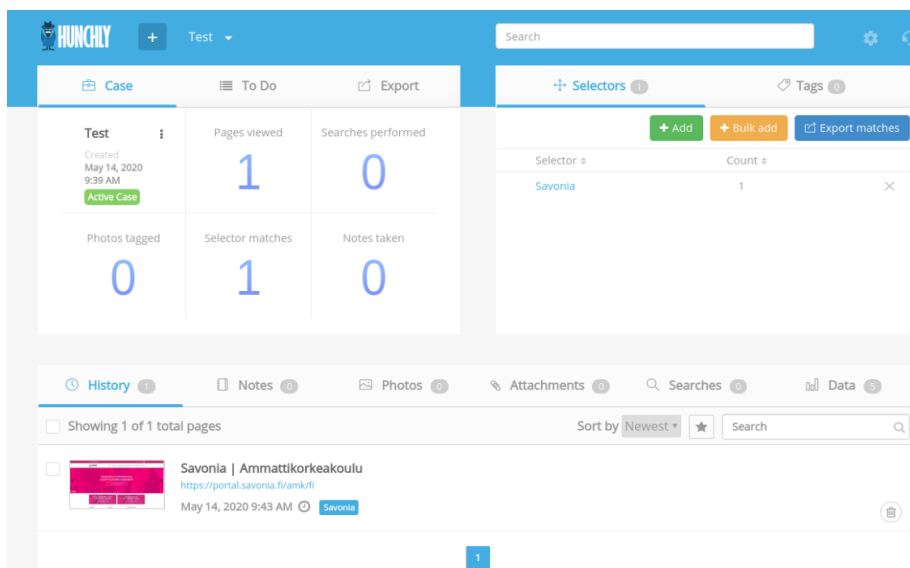 HUNCHLY + Test Search
Case To Do Export
Selectors 1 Tags 0
Test
Created
May 14, 2020
9:39 AM
Active Case
Pages viewed
1
Searches performed
0
Photos tagged
0
Selector matches
1
Notes taken
0
+ Add + Bulk add Export matches
Selector Count
Savonia 1
History 1 Notes 0 Photos 0 Attachments 0 Searches 0 Data 5
Showing 1 of 1 total pages Sort by Newest Search
Savonia | Ammattikorkeakoulu
https://portal.savonia.fi/amk/fi
May 14, 2020 9:43 AM Savonia
1